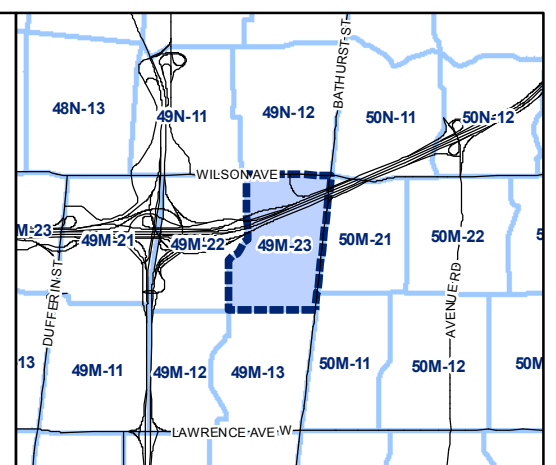 BATHURST ST
48N-13
49N-11
49N-12
50N-11
50N-12
WILSON AVE
M-23
49M-21
49M-22
49M-23
50M-21
50M-22
5
DUFFERIN ST
AVENUE RD
13
49M-11
49M-12
49M-13
50M-11
50M-12
50M
LAWRENCE AVE W